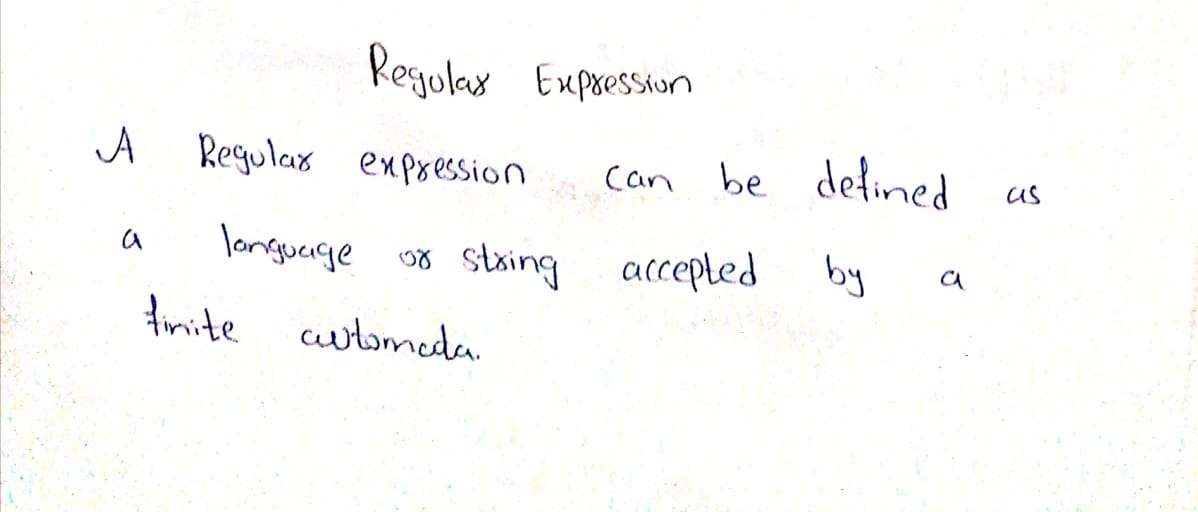 Regular Expression
A Regular expression can be defined as
a language or string accepted by a
finite automata.